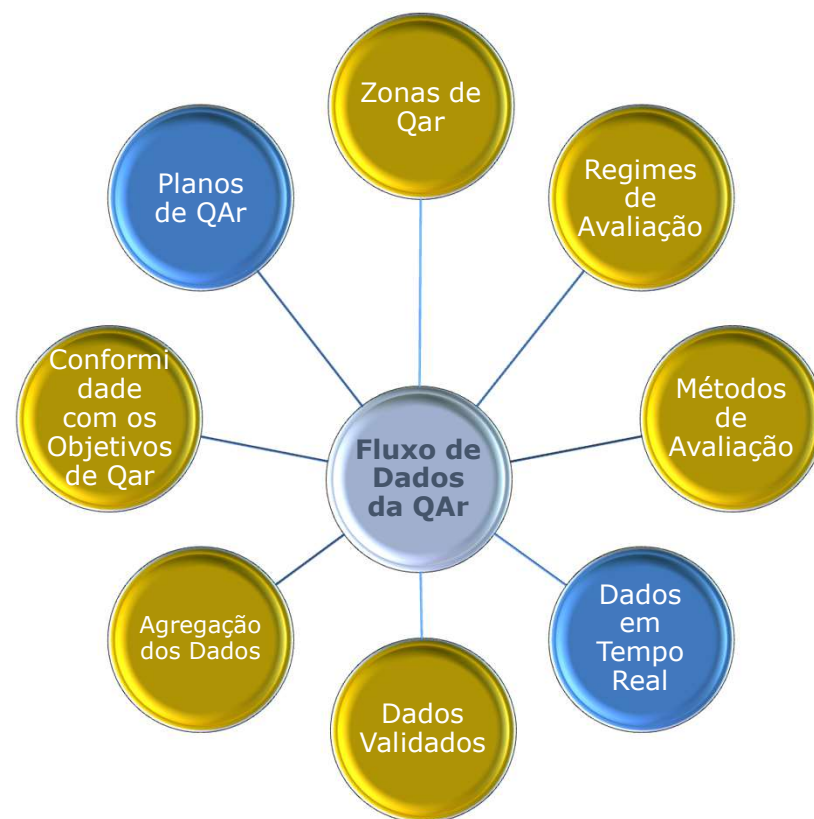 Zonas de
Qar
Planos
de QAr
Regimes
de
Avaliação
Conformi
dade
com os
Objetivos
de Qar
Métodos
de
Avaliação
Fluxo de
Dados
da QAr
Agregação
dos Dados
Dados
em
Tempo
Real
Dados
Validados